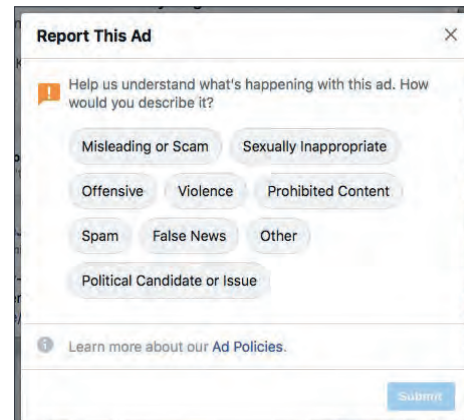 Report This Ad
Help us understand what's happening with this ad. How
would you describe it?
Misleading or Scam Sexually Inappropriate
Offensive Violence Prohibited Content
Spam False News Other
Political Candidate or Issue
Learn more about our Ad Policies.
Submit